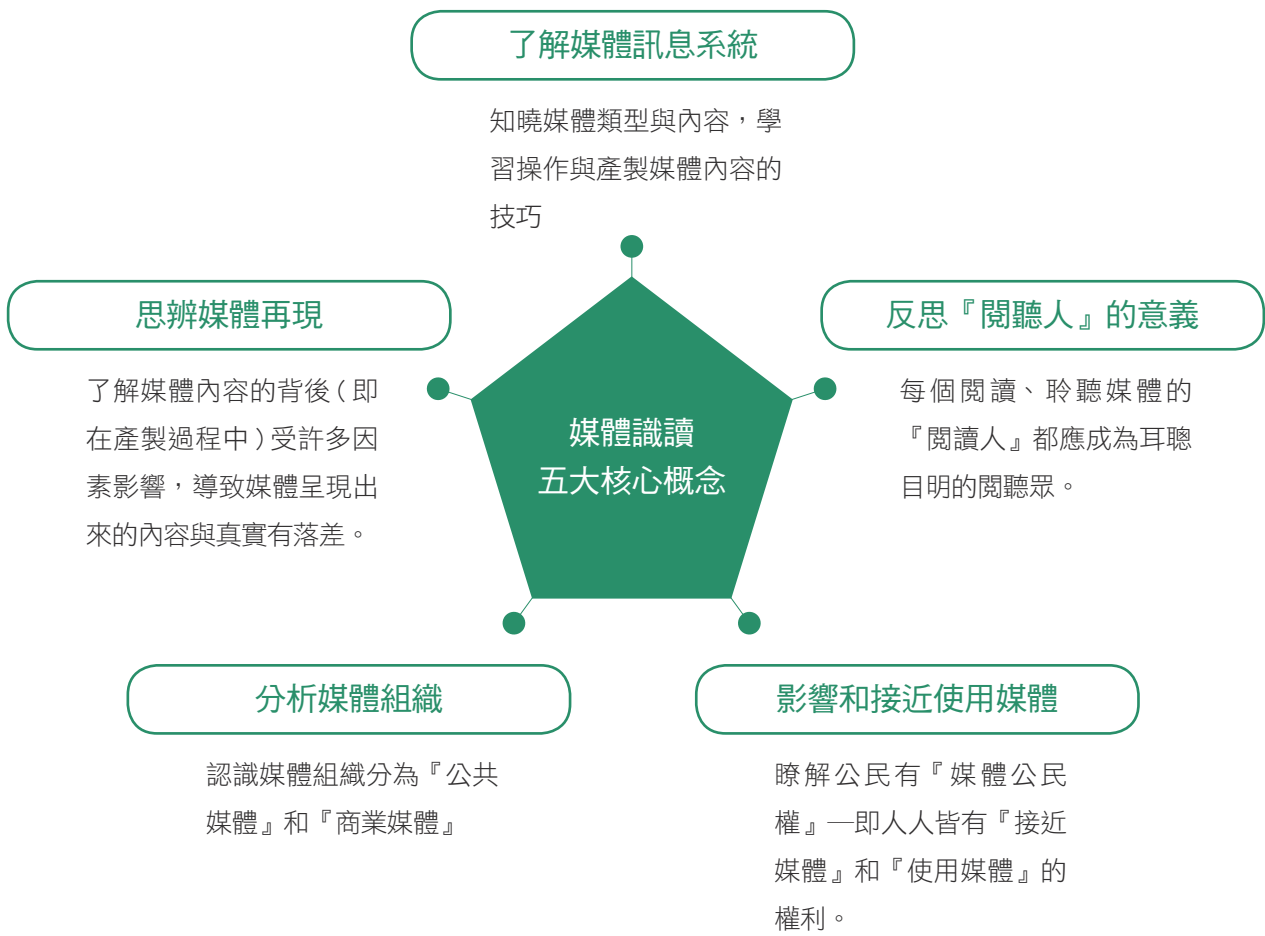 了解媒體訊息系統
知曉媒體類型與內容，學
習操作與產製媒體內容的
技巧
思辨媒體再現
了解媒體內容的背後（即
在產製過程中）受許多因
素影響，導致媒體呈現出
來的內容與真實有落差。
反思『閱聽人』的意義
每個閱讀、聆聽媒體的
『閱讀人』都應成為耳聰
目明的閱聽眾。
媒體識讀
五大核心概念
分析媒體組織
認識媒體組織分為『公共
媒體』和『商業媒體』
影響和接近使用媒體
瞭解公民有『媒體公民
權』—即人人皆有『接近
媒體』和『使用媒體』的
權利。